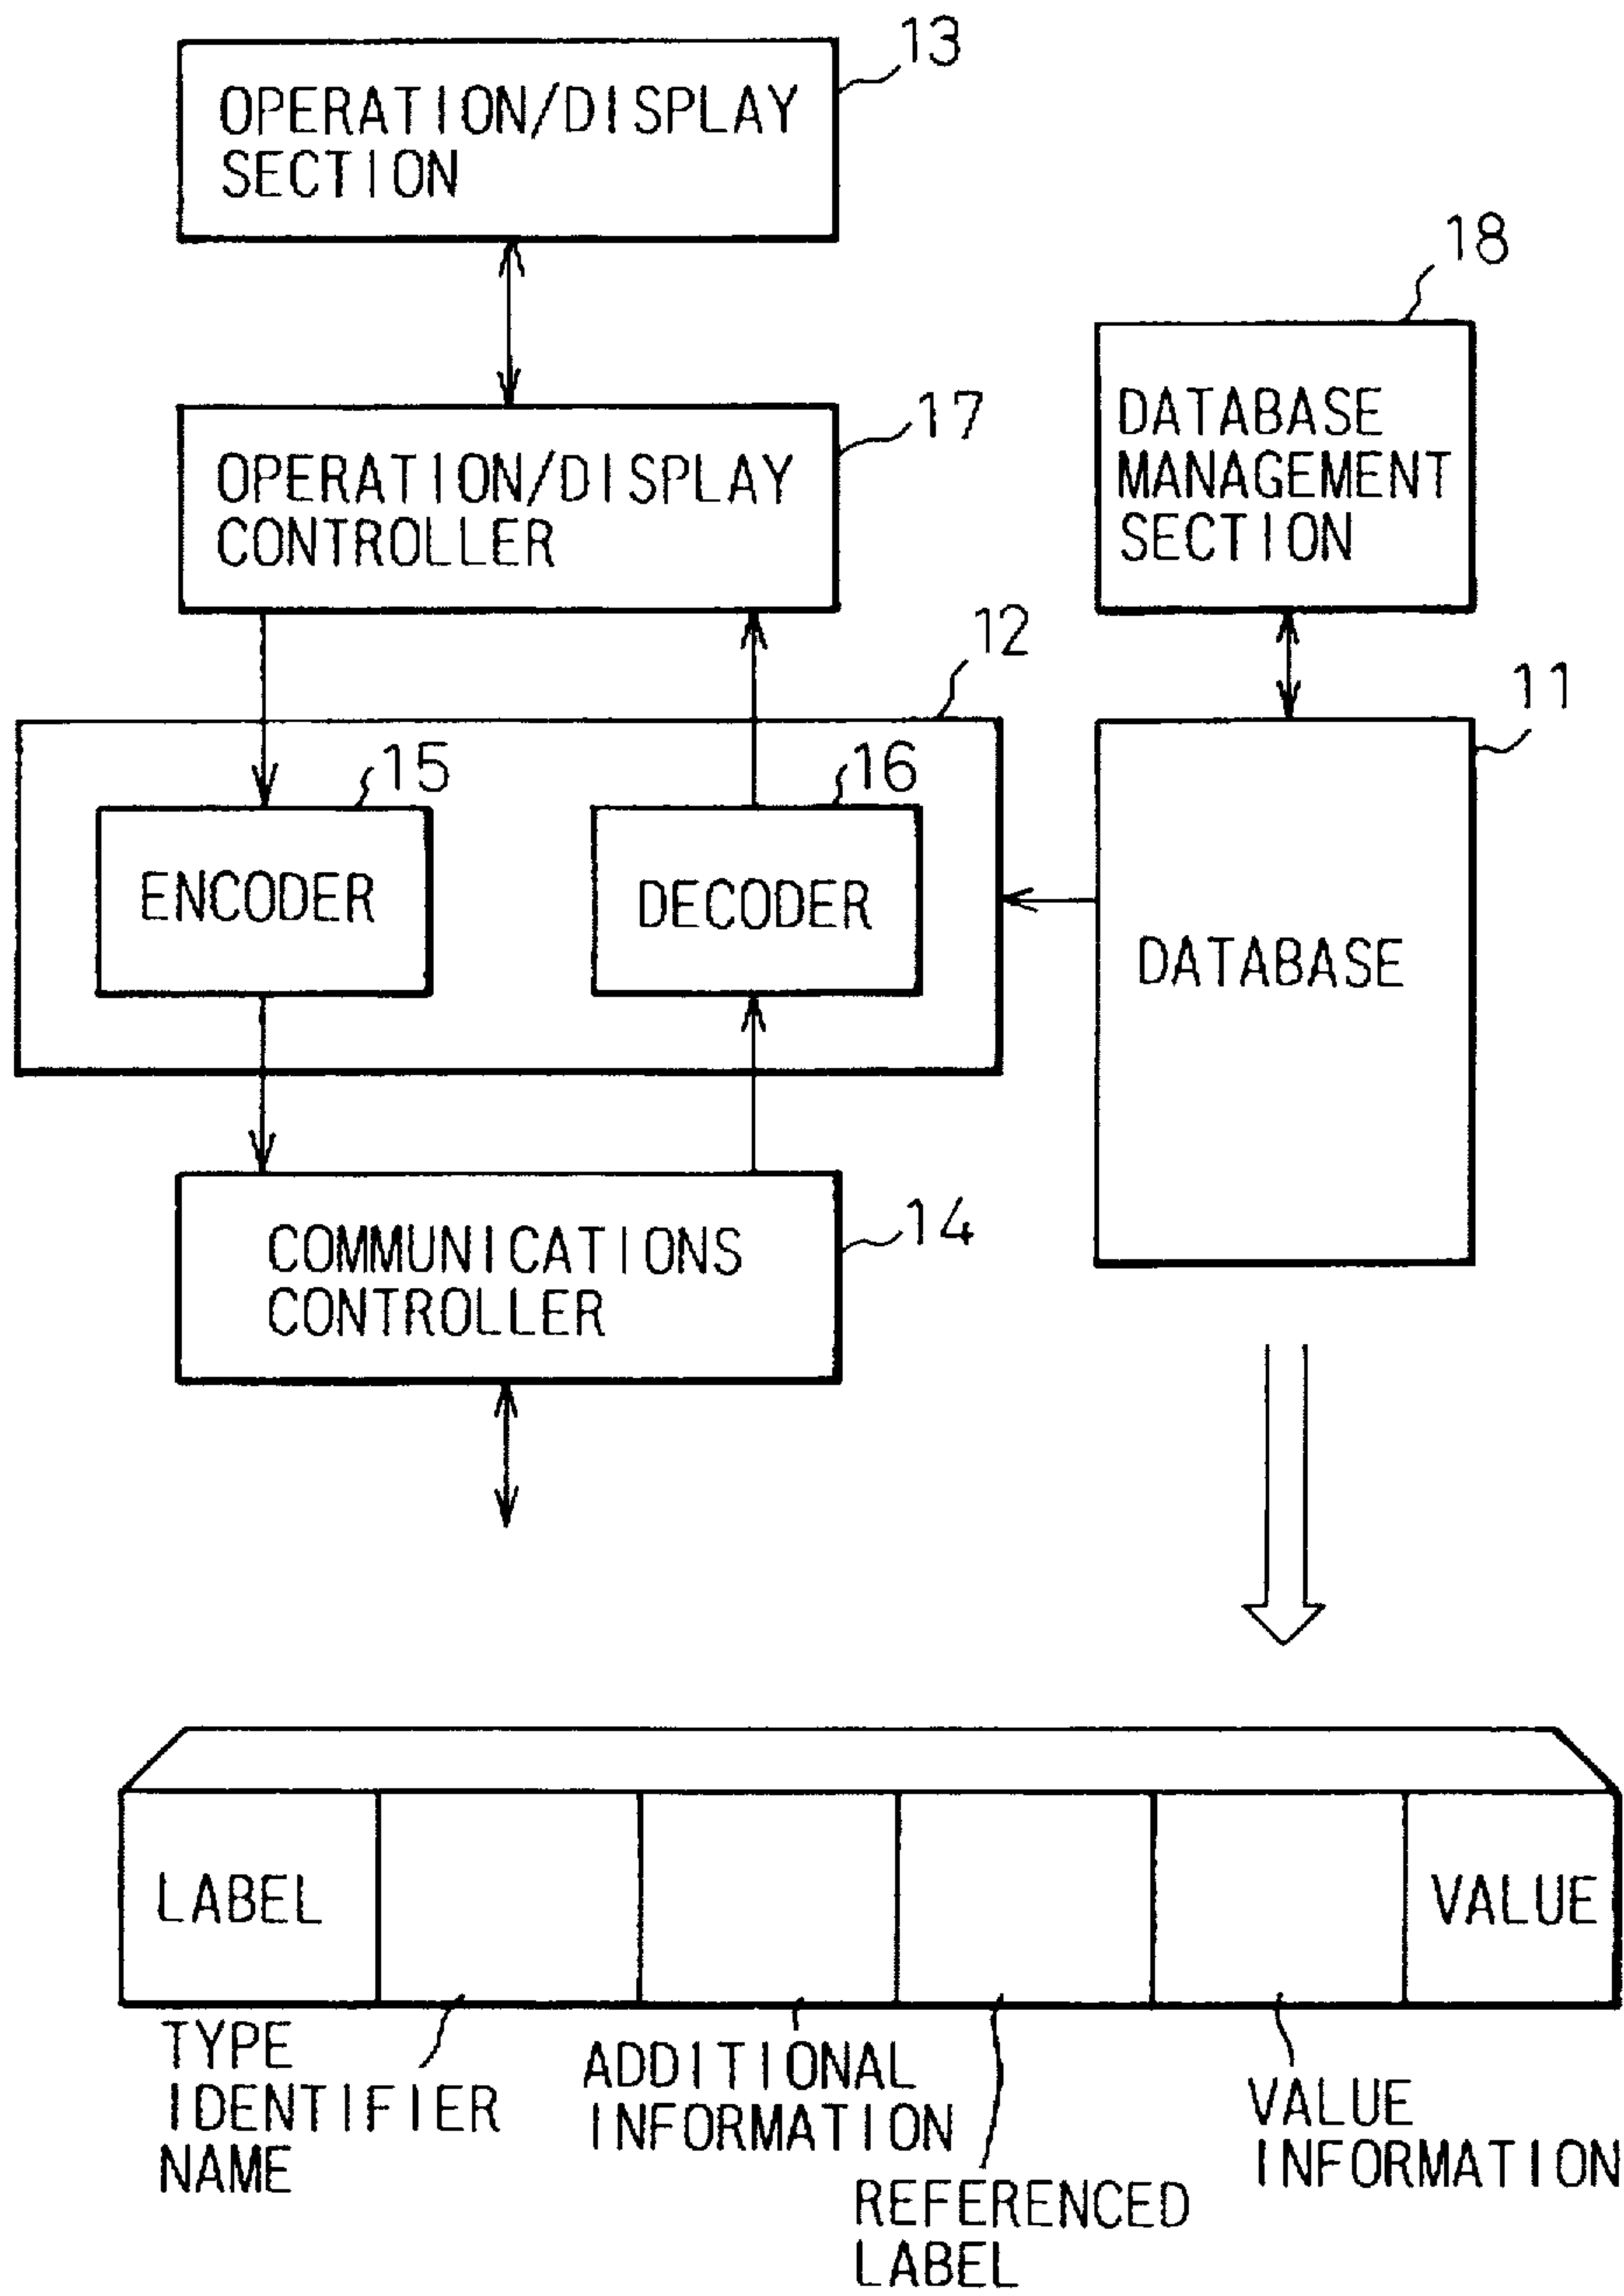 13
OPERATION/DISPLAY
SECTION
18
DATABASE
MANAGEMENT
SECTION
17
OPERATION/DISPLAY
CONTROLLER
12
11
15
16
ENCODER
DECODER
DATABASE
14
COMMUNICATIONS
CONTROLLER
LABEL
VALUE
TYPE
IDENTIFIER
NAME
ADDITIONAL
INFORMATION
REFERENCED
LABEL
VALUE
INFORMATION